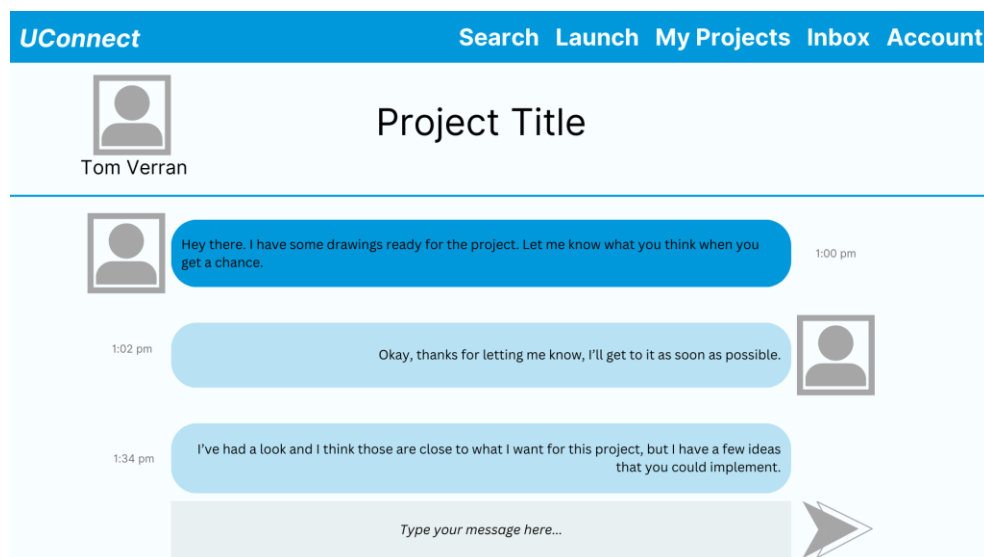 UConnect
Search Launch My Projects Inbox Account
Project Title
Tom Verran
Hey there. I have some drawings ready for the project. Let me know what you think when you
get a chance.
1:00 pm
1:02 pm
Okay, thanks for letting me know, I’ll get to it as soon as possible.
I’ve had a look and I think those are close to what I want for this project, but I have a few ideas
that you could implement.
1:34 pm
Type your message here...